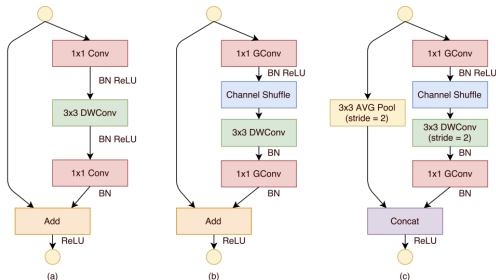 1x1 Conv
BN ReLU
3x3 DWConv
BN ReLU
1x1 Conv
BN
Add
ReLU
(a)
1x1 GConv
BN ReLU
Channel Shuffle
3x3 DWConv
BN
1x1 GConv
BN
Add
ReLU
(b)
3x3 AVG Pool
(stride = 2)
1x1 GConv
BN ReLU
Channel Shuffle
3x3 DWConv
(stride = 2)
BN
1x1 GConv
BN
Concat
ReLU
(c)